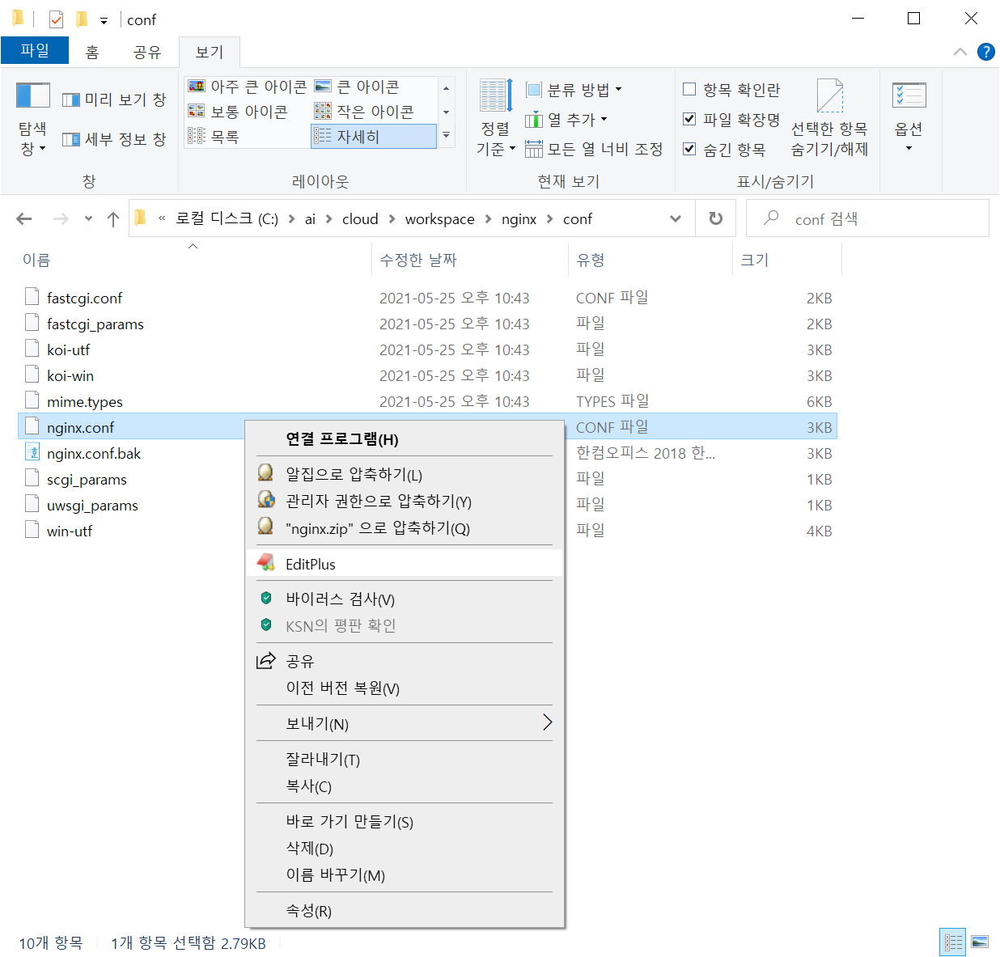 conf
파일 홈 공유 보기
탐색 창
미리 보기 창
세부 정보 창
창
아주 큰 아이콘 큰 아이콘
보통 아이콘 작은 아이콘
목록 자세히
레이아웃
정렬 기준
분류 방법
열 추가
모든 열 너비 조정
현재 보기
항목 확인란
파일 확장명
숨긴 항목
선택한 항목 숨기기/해제
표시/숨기기
옵션
« 로컬 디스크 (C:) > ai > cloud > workspace > nginx > conf
conf 검색
이름 수정한 날짜 유형 크기
fastcgi.conf 2021-05-25 오후 10:43 CONF 파일 2KB
fastcgi_params 2021-05-25 오후 10:43 파일 2KB
koi-utf 2021-05-25 오후 10:43 파일 3KB
koi-win 2021-05-25 오후 10:43 파일 3KB
mime.types 2021-05-25 오후 10:43 TYPES 파일 6KB
nginx.conf CONF 파일 3KB
nginx.conf.bak 한컴오피스 2018 한... 3KB
scgi_params 파일 1KB
uwsgi_params 파일 1KB
win-utf 파일 4KB
연결 프로그램(H)
알집으로 압축하기(L)
관리자 권한으로 압축하기(Y)
"nginx.zip" 으로 압축하기(Q)
EditPlus
바이러스 검사(V)
KSN의 평판 확인
공유
이전 버전 복원(V)
보내기(N)
잘라내기(T)
복사(C)
바로 가기 만들기(S)
삭제(D)
이름 바꾸기(M)
속성(R)
10개 항목 1개 항목 선택함 2.79KB